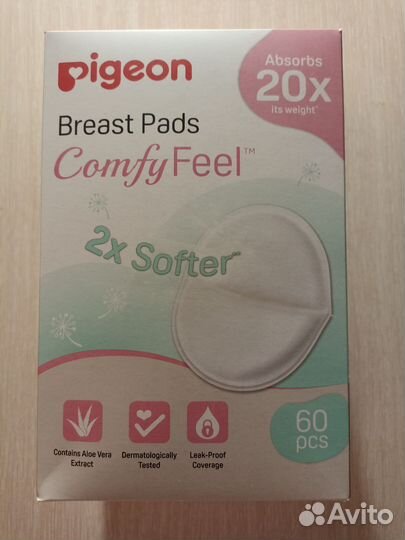 pigeon
Absorbs
20x
its weight*
Breast Pads
ComfyFeel™
2x Softer**
60
pcs
Contains Aloe Vera
Extract
Dermatologically
Tested
Leak-Proof
Coverage
Avito